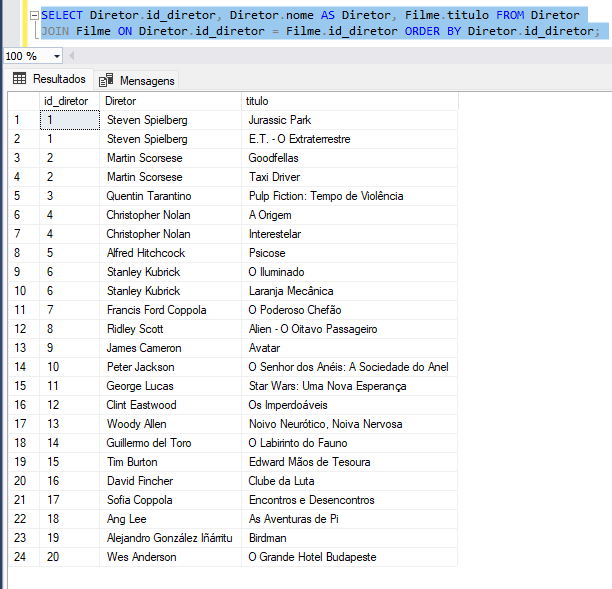 SELECT Diretor.id_diretor, Diretor.nome AS Diretor, Filme.titulo FROM Diretor
JOIN Filme ON Diretor.id_diretor = Filme.id_diretor ORDER BY Diretor.id_diretor;
100 %
Resultados Mensagens
id_diretor Diretor titulo
1 1 Steven Spielberg Jurassic Park
2 1 Steven Spielberg E.T. - O Extraterrestre
3 2 Martin Scorsese Goodfellas
4 2 Martin Scorsese Taxi Driver
5 3 Quentin Tarantino Pulp Fiction: Tempo de Violência
6 4 Christopher Nolan A Origem
7 4 Christopher Nolan Interestelar
8 5 Alfred Hitchcock Psicose
9 6 Stanley Kubrick O Iluminado
10 6 Stanley Kubrick Laranja Mecânica
11 7 Francis Ford Coppola O Poderoso Chefão
12 8 Ridley Scott Alien - O Oitavo Passageiro
13 9 James Cameron Avatar
14 10 Peter Jackson O Senhor dos Anéis: A Sociedade do Anel
15 11 George Lucas Star Wars: Uma Nova Esperança
16 12 Clint Eastwood Os Imperdoáveis
17 13 Woody Allen Noivo Neurótico, Noiva Nervosa
18 14 Guillermo del Toro O Labirinto do Fauno
19 15 Tim Burton Edward Mãos de Tesoura
20 16 David Fincher Clube da Luta
21 17 Sofia Coppola Encontros e Desencontros
22 18 Ang Lee As Aventuras de Pi
23 19 Alejandro González Iñárritu Birdman
24 20 Wes Anderson O Grande Hotel Budapeste